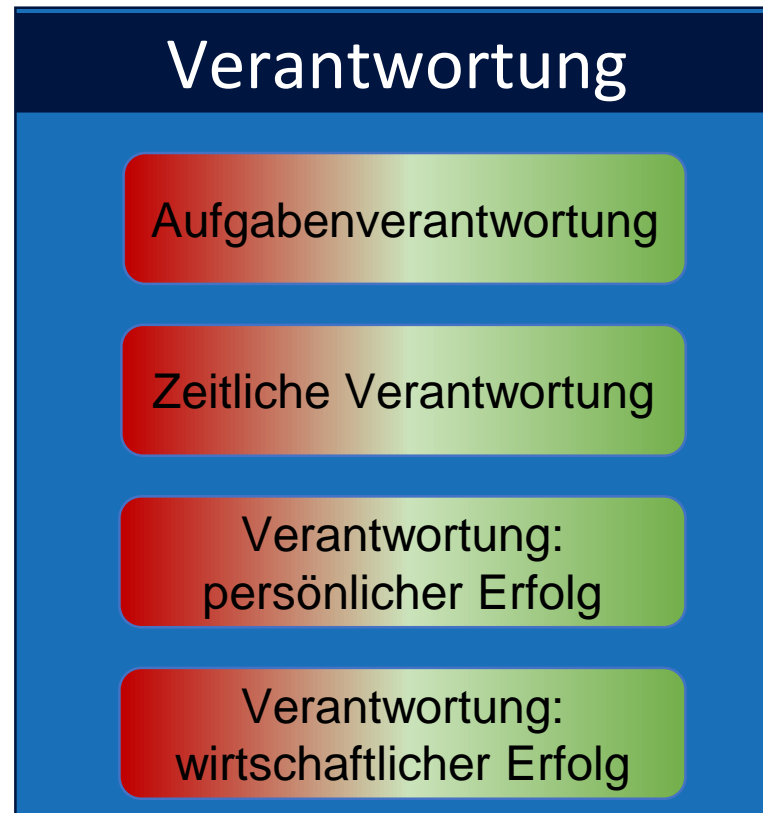 Verantwortung
Aufgabenverantwortung
Zeitliche Verantwortung
Verantwortung:
persönlicher Erfolg
Verantwortung:
wirtschaftlicher Erfolg